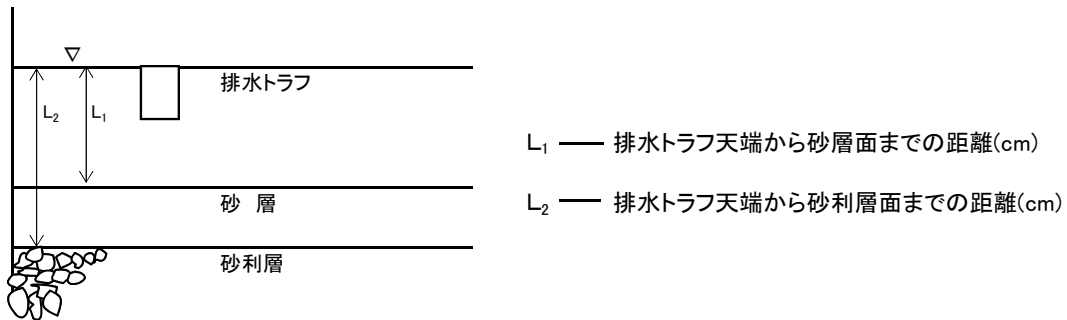 ▽
排水トラフ
L₂
L₁
L₁ ── 排水トラフ天端から砂層面までの距離(cm)
砂 層
L₂ ── 排水トラフ天端から砂利層面までの距離(cm)
砂利層